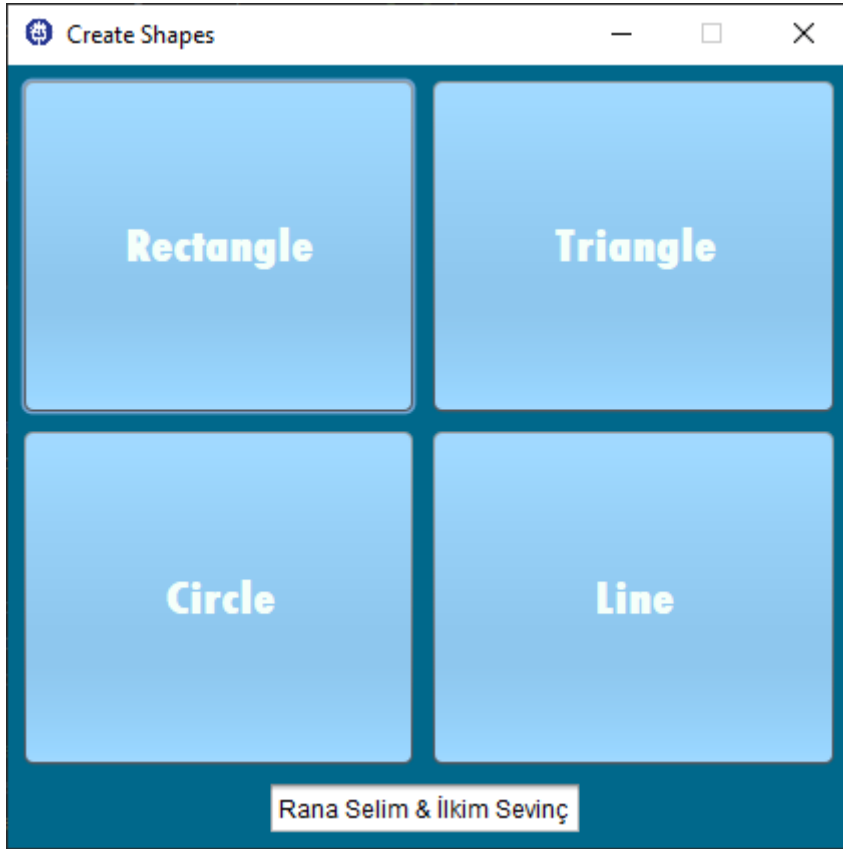 Create Shapes
Rectangle
Triangle
Circle
Line
Rana Selim & İlkim Sevinç